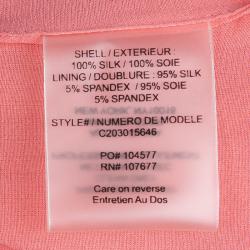 SHELL / EXTERIEUR :
100% SILK / 100% SOIE
LINING / DOUBLURE : 95% SILK
5% SPANDEX / 95% SOIE
5% SPANDEX
STYLE# / NUMERO DE MODELE
C203015646
PO# 104577
RN# 107677
Care on reverse
Entretien Au Dos